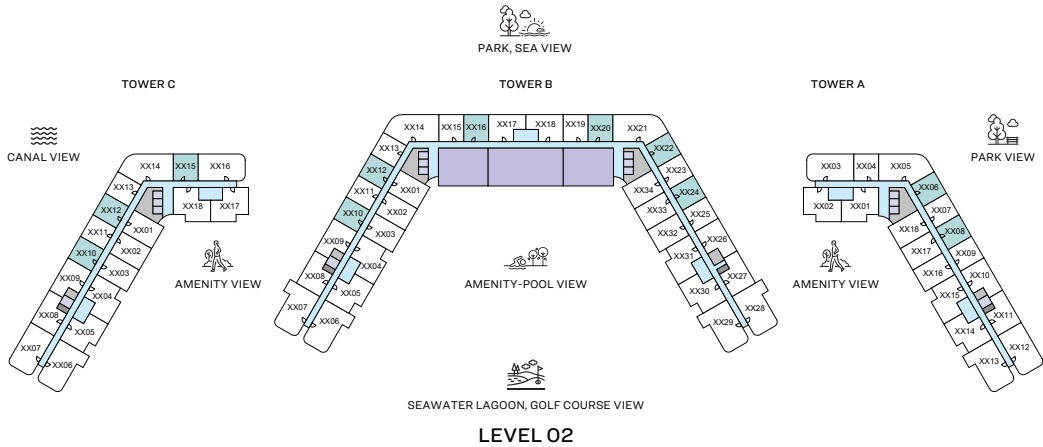 PARK, SEA VIEW
TOWER C
TOWER B
TOWER A
CANAL VIEW
PARK VIEW
XX14
XX15
XX16
XX13
XX12
XX11
XX10
XX09
XX08
XX07
XX06
XX05
XX04
XX03
XX02
XX01
XX18
XX17
XX14
XX15
XX16
XX17
XX18
XX19
XX20
XX21
XX13
XX12
XX01
XX02
XX10
XX03
XX09
XX08
XX04
XX05
XX07
XX06
XX22
XX23
XX34
XX24
XX33
XX25
XX32
XX26
XX31
XX27
XX30
XX28
XX29
XX03
XX04
XX05
XX02
XX01
XX06
XX07
XX18
XX08
XX17
XX09
XX16
XX10
XX15
XX11
XX14
XX12
XX13
AMENITY VIEW
AMENITY-POOL VIEW
AMENITY VIEW
SEAWATER LAGOON, GOLF COURSE VIEW
LEVEL 02